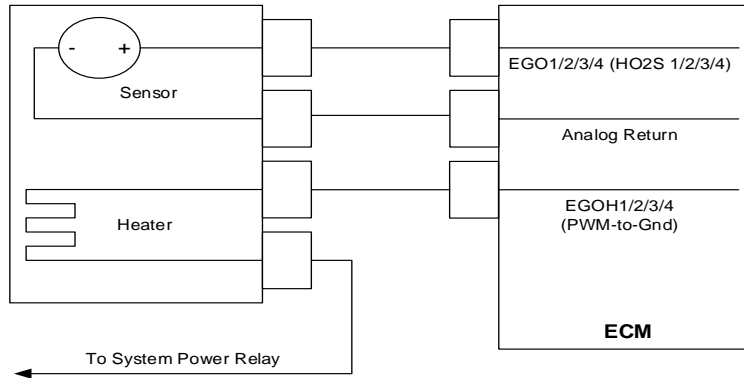 - +
Sensor
EGO1/2/3/4 (HO2S 1/2/3/4)
Analog Return
Heater
EGOH1/2/3/4
(PWM-to-Gnd)
ECM
To System Power Relay